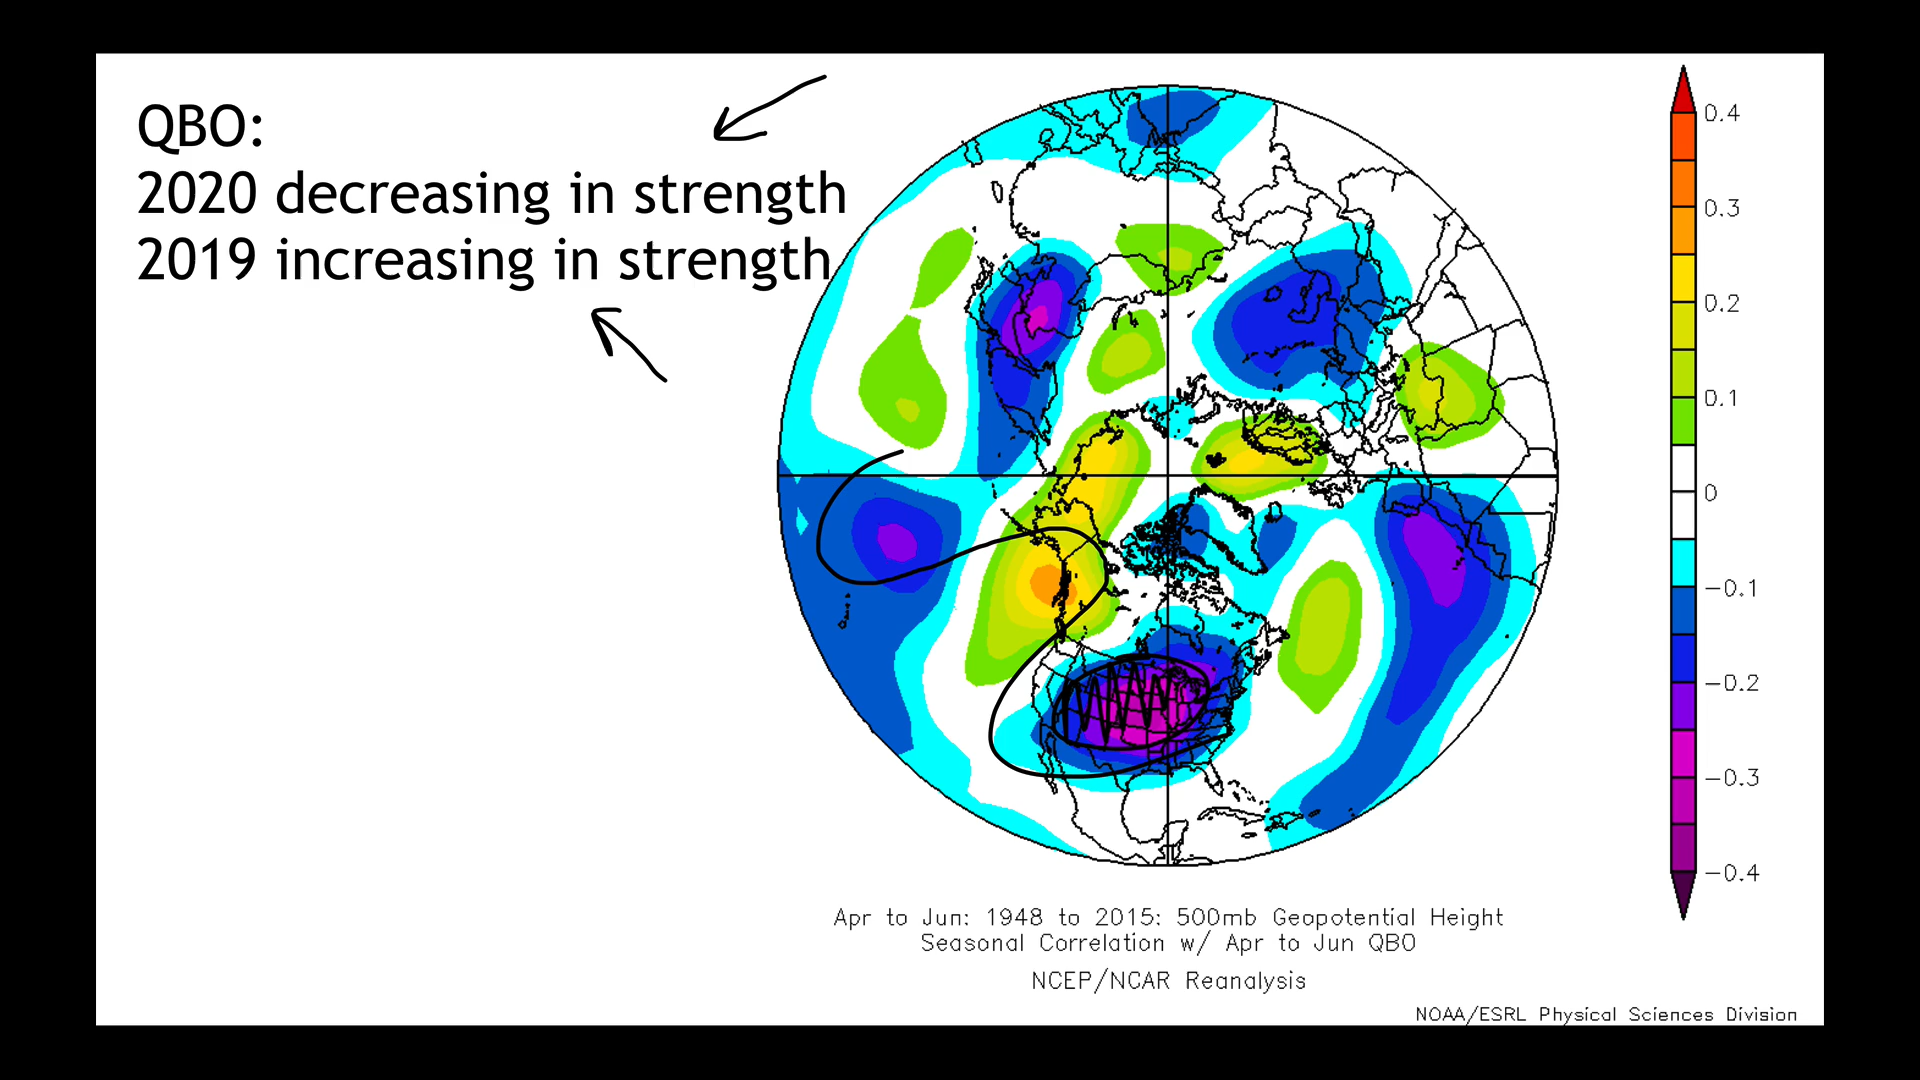 QBO:
2020 decreasing in strength
2019 increasing in strength
0.4
0.3
0.2
0.1
0
−0.1
−0.2
−0.3
−0.4
Apr to Jun: 1948 to 2015: 500mb Geopotential Height
Seasonal Correlation w/ Apr to Jun QBO
NCEP/NCAR Reanalysis
NOAA/ESRL Physical Sciences Division